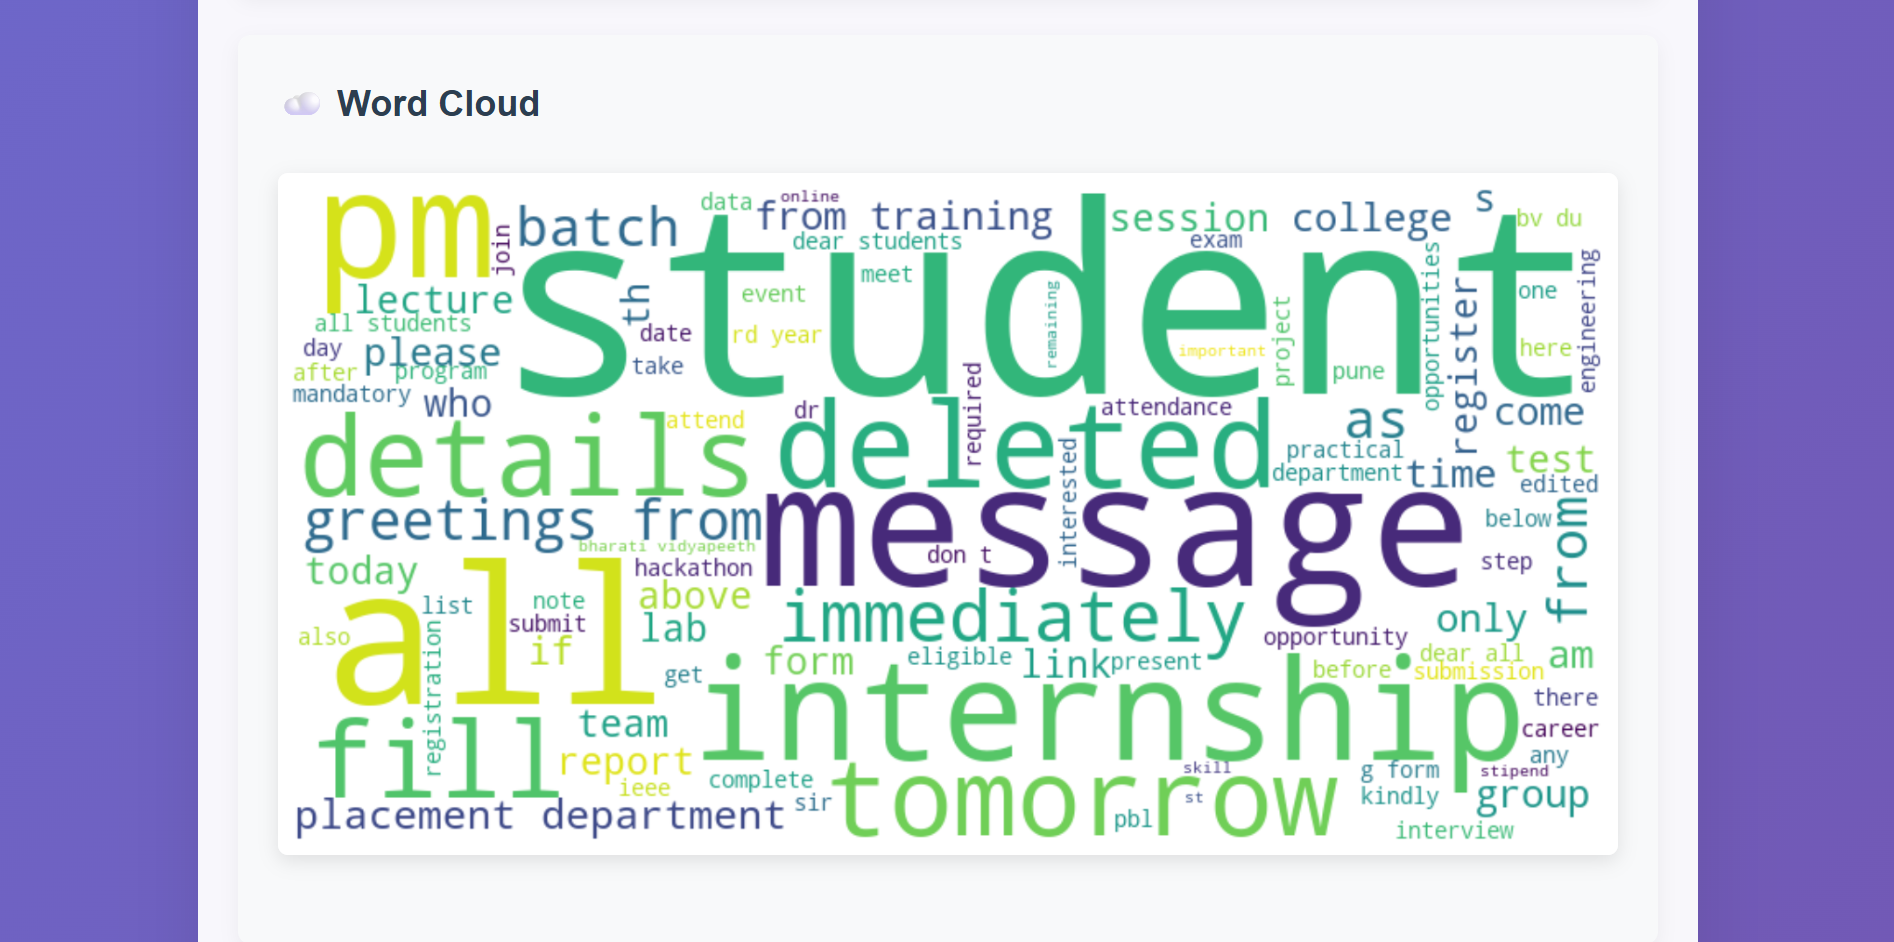 Word Cloud
pm
join
batch
data
online
from training
dear students
session
college
s
bv du
exam
student
meet
lecture
th
event
remaining
opportunities
register
one
engineering
all students
date
rd year
important
project
here
day
please
take
pune
after
program
mandatory
who
details
attend
dr
deleted
required
attendance
as
come
practical
department
time
test
edited
greetings from
message
interested
below
from
bharati vidyapeeth
don t
step
today
hackathon
all
list
note
above
immediately
only
also
submit
lab
opportunity
registration
if
form
eligible
link
present
dear all
am
get
internship
before
submission
there
fill
team
career
report
any
complete
tomorrow
skill
g form
stipend
ieee
st
kindly
group
placement department
sir
pbl
interview